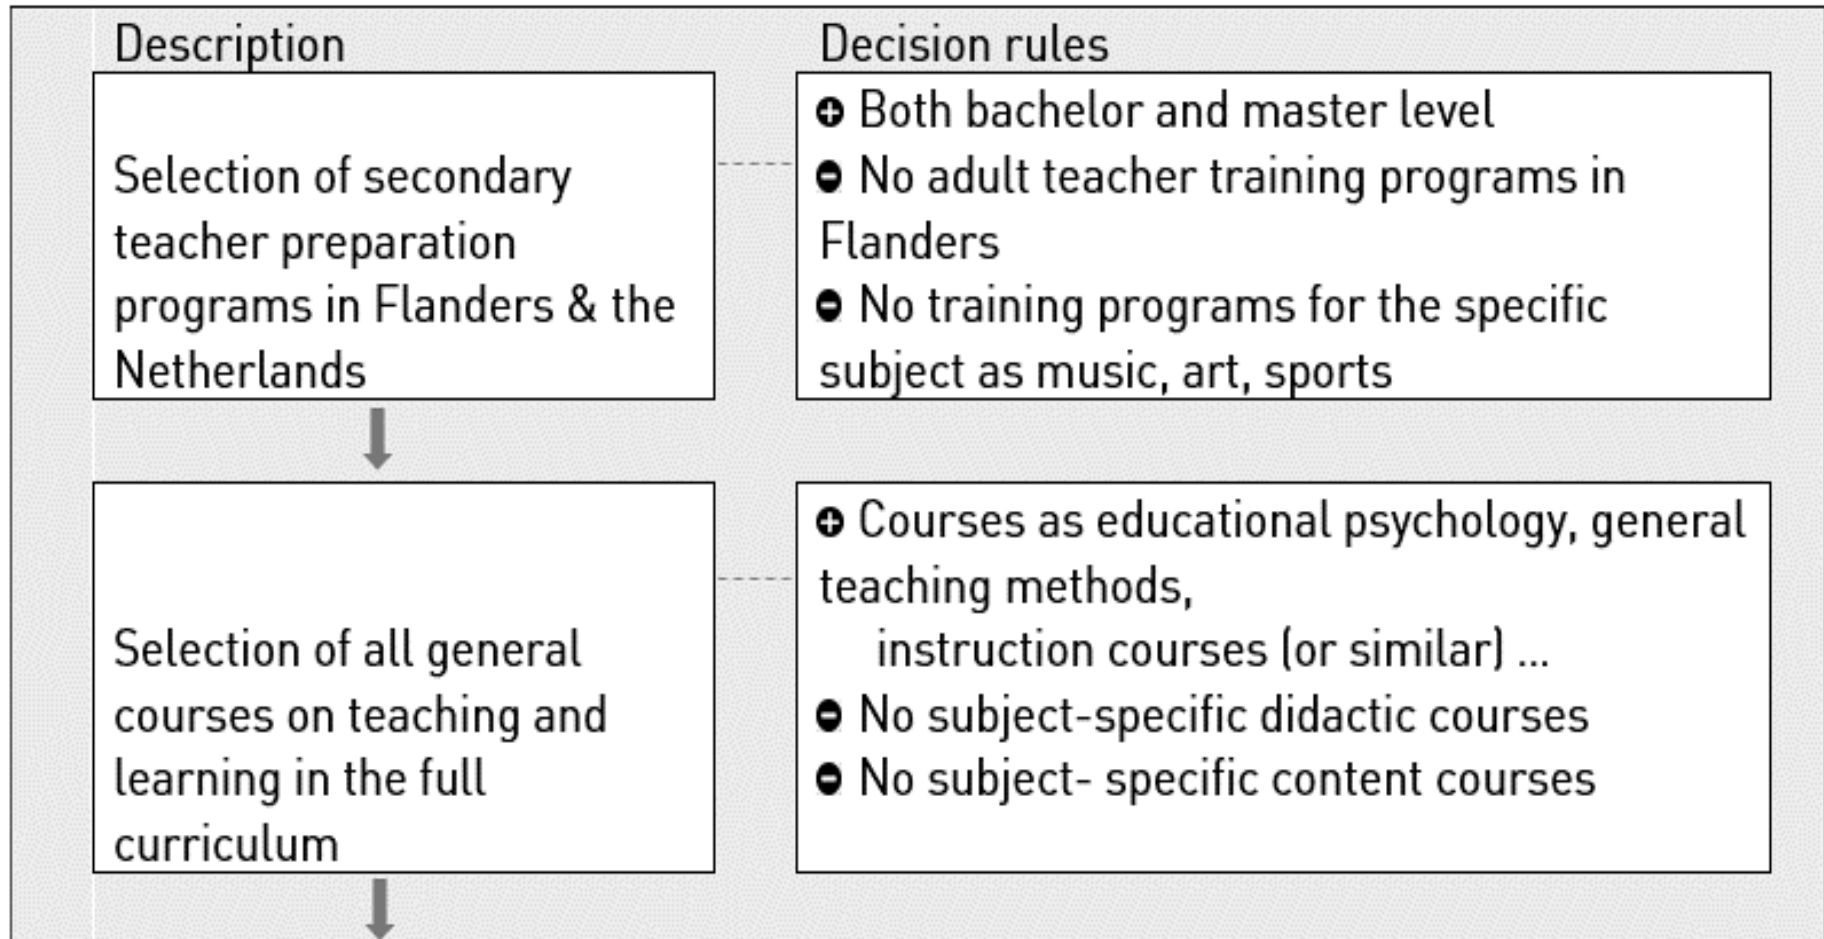 Description
Decision rules
Selection of secondary
teacher preparation
programs in Flanders & the
Netherlands
+ Both bachelor and master level
- No adult teacher training programs in
Flanders
- No training programs for the specific
subject as music, art, sports
Selection of all general
courses on teaching and
learning in the full
curriculum
+ Courses as educational psychology, general
teaching methods,
instruction courses (or similar) ...
- No subject-specific didactic courses
- No subject- specific content courses